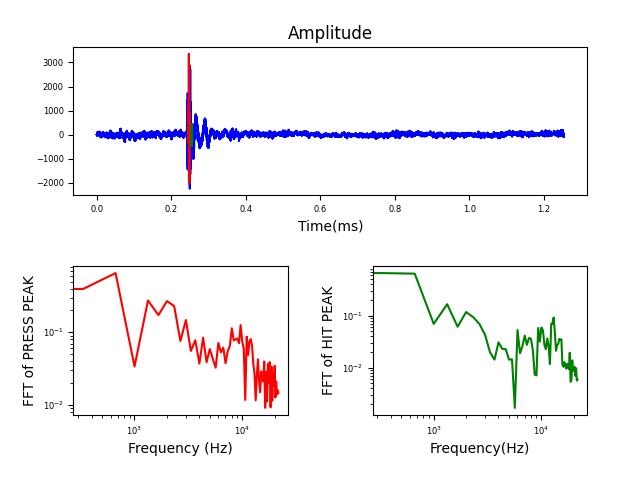 Amplitude
3000
2000
1000
0
−1000
−2000
0.0 0.2 0.4 0.6 0.8 1.0 1.2
Time(ms)
FFT of PRESS PEAK
10⁻¹
10⁻²
10³ 10⁴
Frequency (Hz)
FFT of HIT PEAK
10⁻¹
10⁻²
10³ 10⁴
Frequency(Hz)